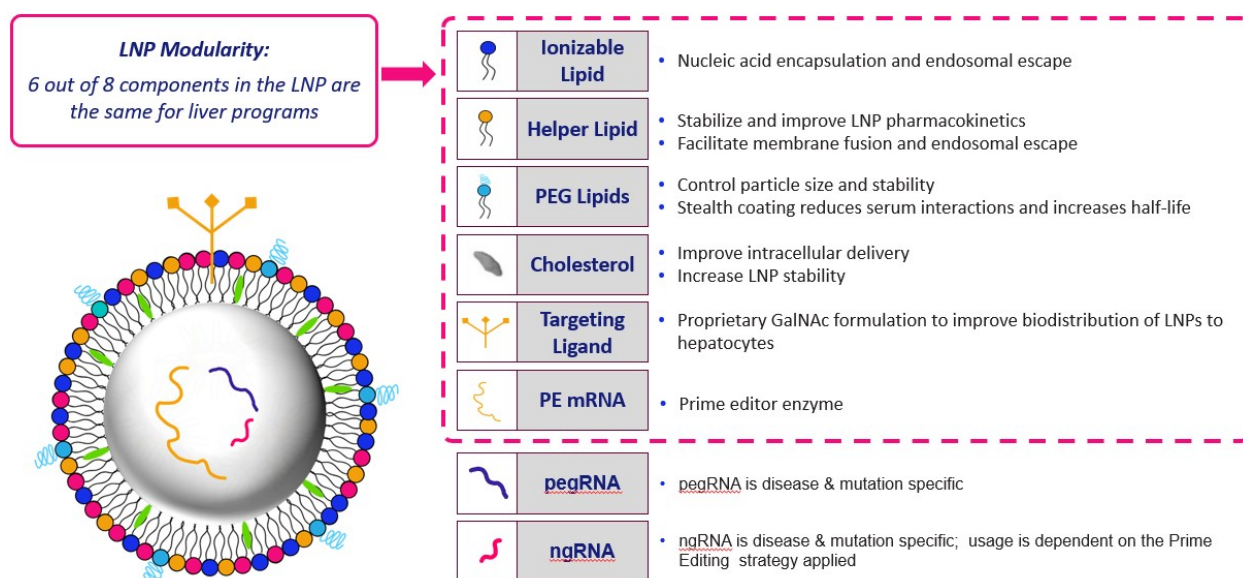 LNP Modularity:
6 out of 8 components in the LNP are
the same for liver programs
Ionizable
Lipid
• Nucleic acid encapsulation and endosomal escape
Helper Lipid
• Stabilize and improve LNP pharmacokinetics
• Facilitate membrane fusion and endosomal escape
PEG Lipids
• Control particle size and stability
• Stealth coating reduces serum interactions and increases half-life
Cholesterol
• Improve intracellular delivery
• Increase LNP stability
Targeting
Ligand
• Proprietary GalNAc formulation to improve biodistribution of LNPs to
hepatocytes
PE mRNA
• Prime editor enzyme
pegRNA
• pegRNA is disease & mutation specific
ngRNA
• ngRNA is disease & mutation specific; usage is dependent on the Prime
Editing strategy applied